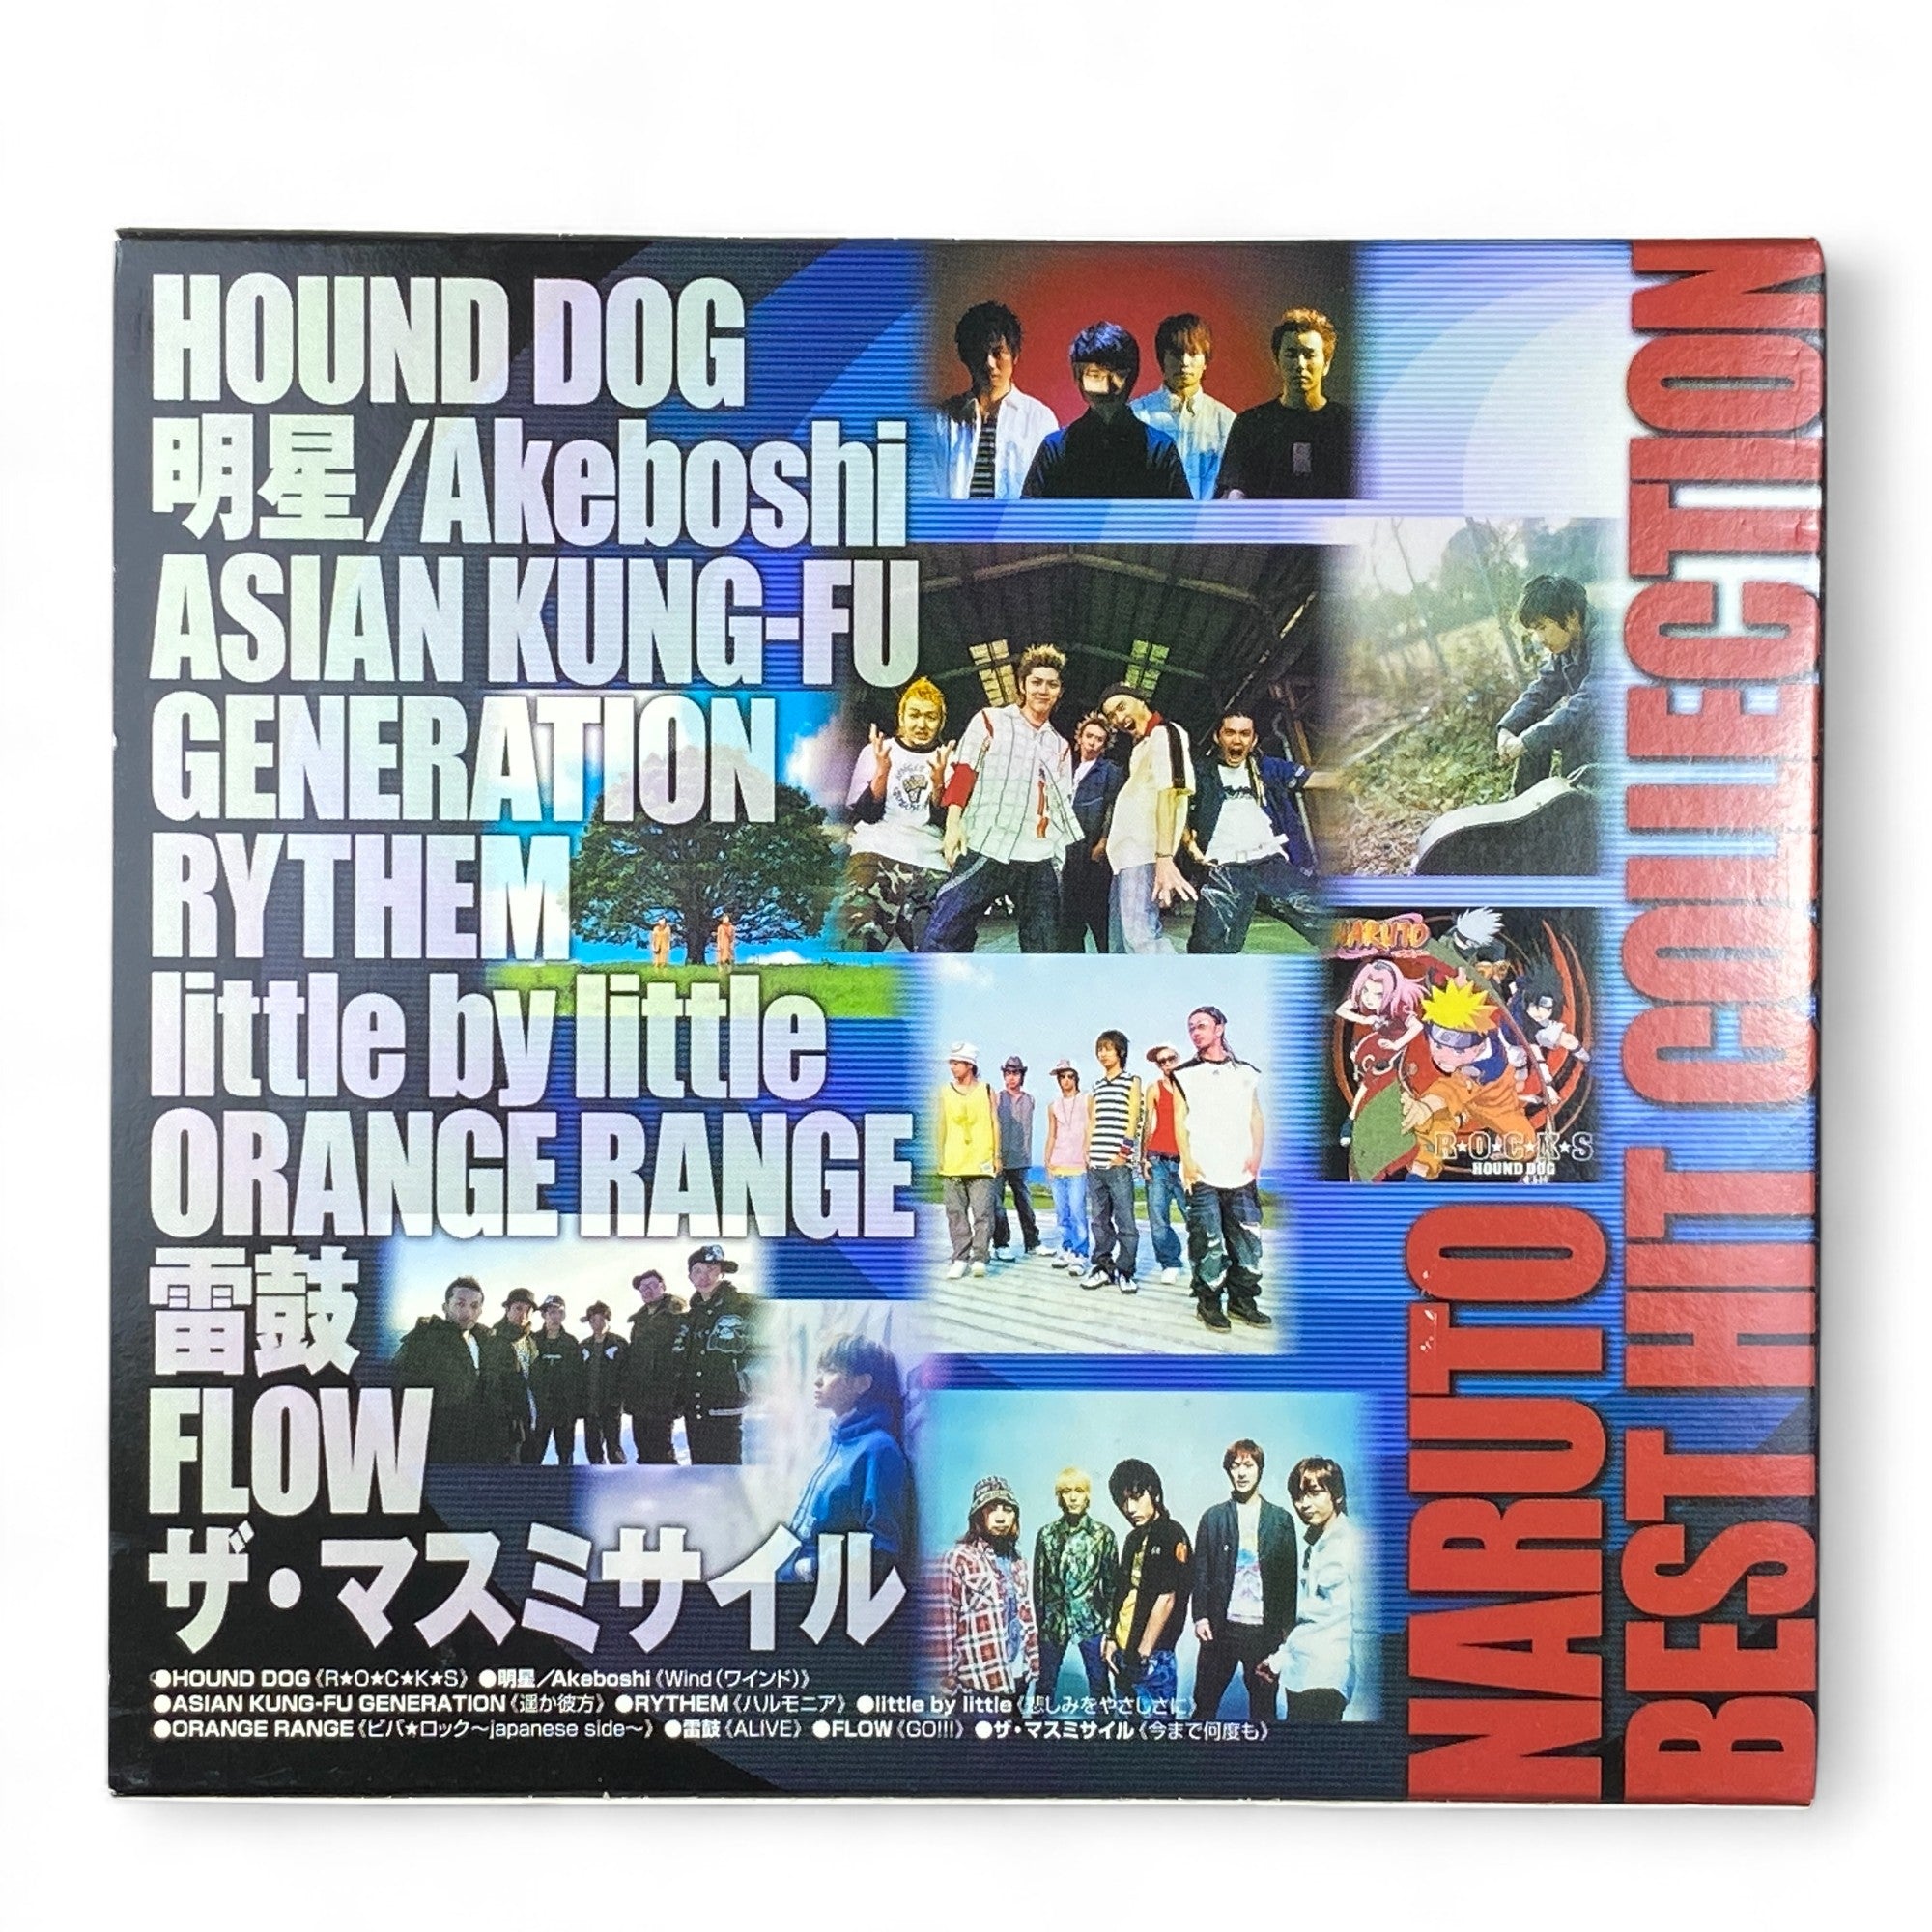 HOUND DOG
明星/Akeboshi
ASIAN KUNG-FU
GENERATION
RYTHEM
little by little
ORANGE RANGE
雷鼓
FLOW
ザ・マスミサイル
●HOUND DOG《R★O★C★K★S》 ●明星/Akeboshi《Wind(ワインド)》
●ASIAN KUNG-FU GENERATION《遥か彼方》 ●RYTHEM《ハルモニア》 ●little by little《悲しみをやさしさに》
●ORANGE RANGE《ビバ★ロック〜japanese side〜》 ●雷鼓《ALIVE》 ●FLOW《GO!!!》 ●ザ・マスミサイル《今まで何度も》
NARUTO
R★O★C★K★S
HOUND DOG
NARUTO
BEST HIT COLLECTION